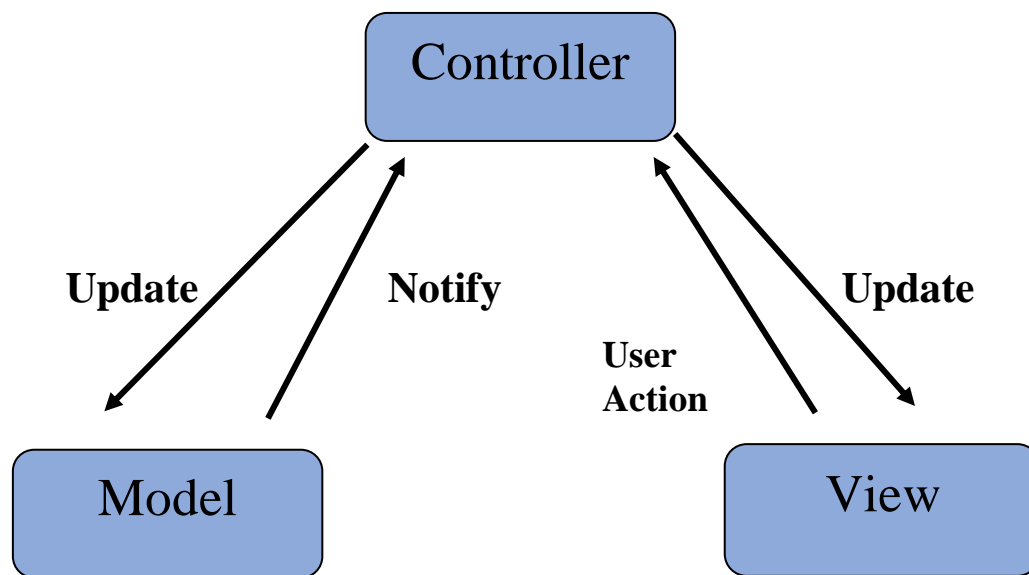 Controller
Update
Notify
Update
User
Action
Model
View